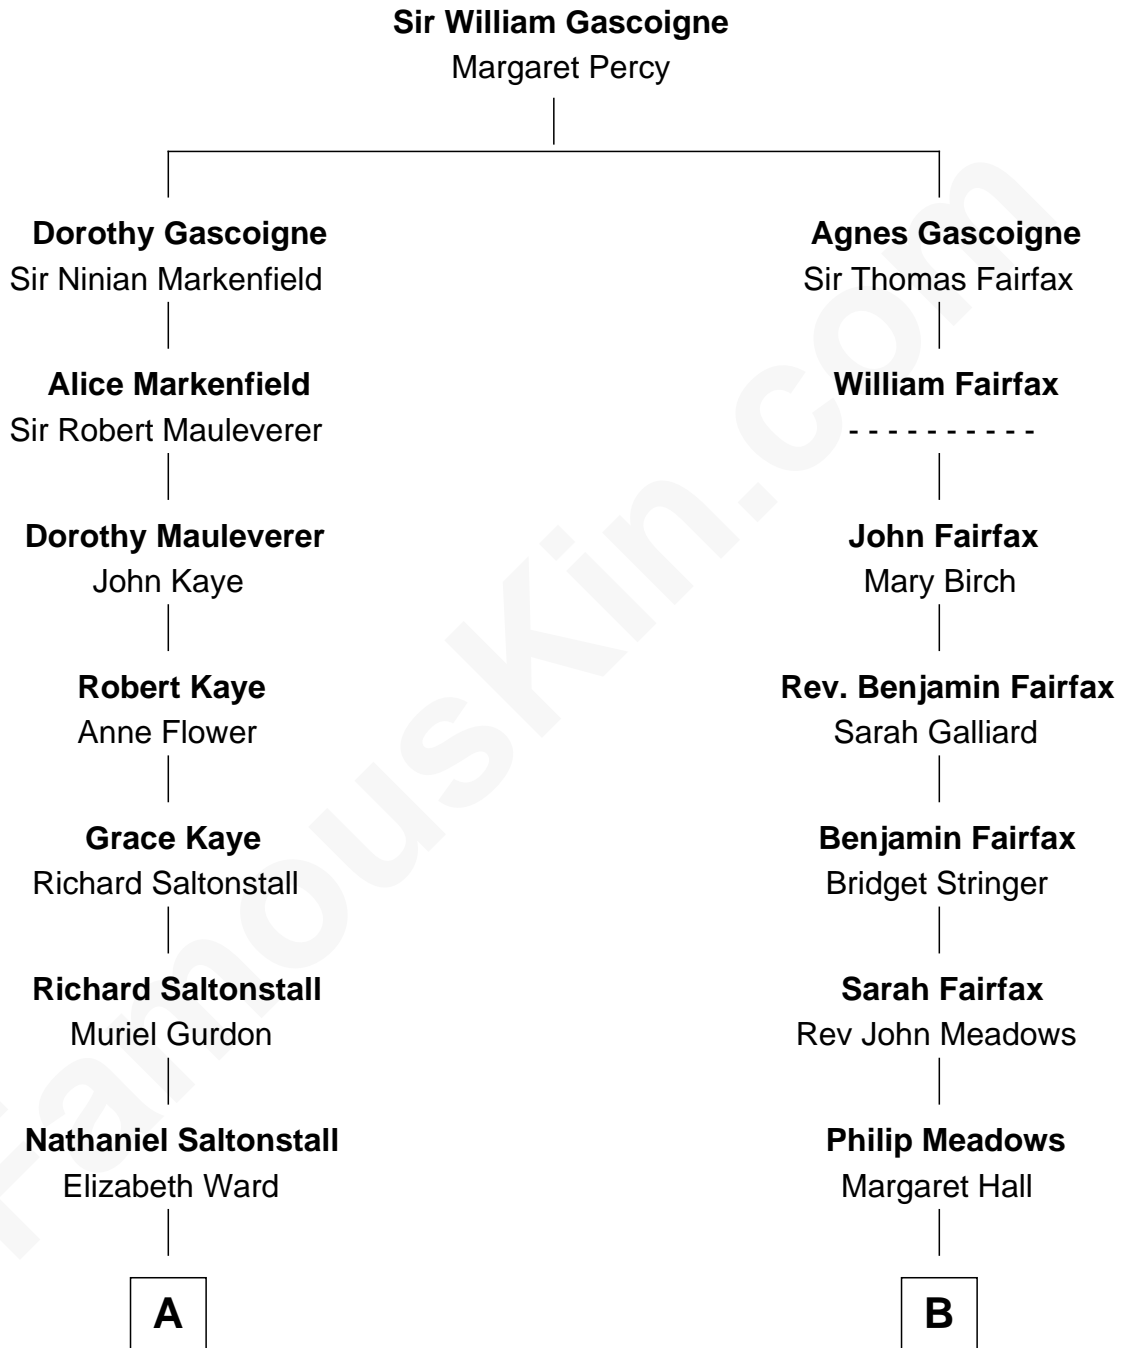 Sir William Gascoigne
Margaret Percy
Dorothy Gascoigne
Sir Ninian Markenfield
Agnes Gascoigne
Sir Thomas Fairfax
Alice Markenfield
Sir Robert Mauleverer
William Fairfax
- - - - - - - - - -
Dorothy Mauleverer
John Kaye
John Fairfax
Mary Birch
Robert Kaye
Anne Flower
Rev. Benjamin Fairfax
Sarah Galliard
Grace Kaye
Richard Saltonstall
Benjamin Fairfax
Bridget Stringer
Richard Saltonstall
Muriel Gurdon
Sarah Fairfax
Rev John Meadows
Nathaniel Saltonstall
Elizabeth Ward
Philip Meadows
Margaret Hall
A
B
FamousKin.com